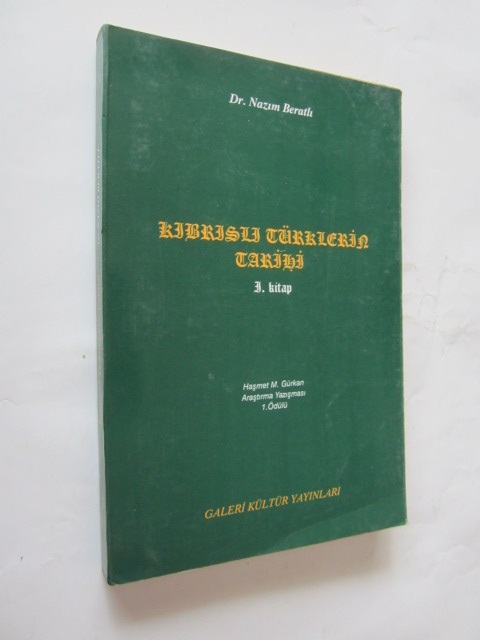 Dr. Nazım Beratlı
KIBRISLI TÜRKLERİN
TARİHİ
I. kitap
Haşmet M. Gürkan
Araştırma Yazışması
1.Ödülü
GALERİ KÜLTÜR YAYINLARI